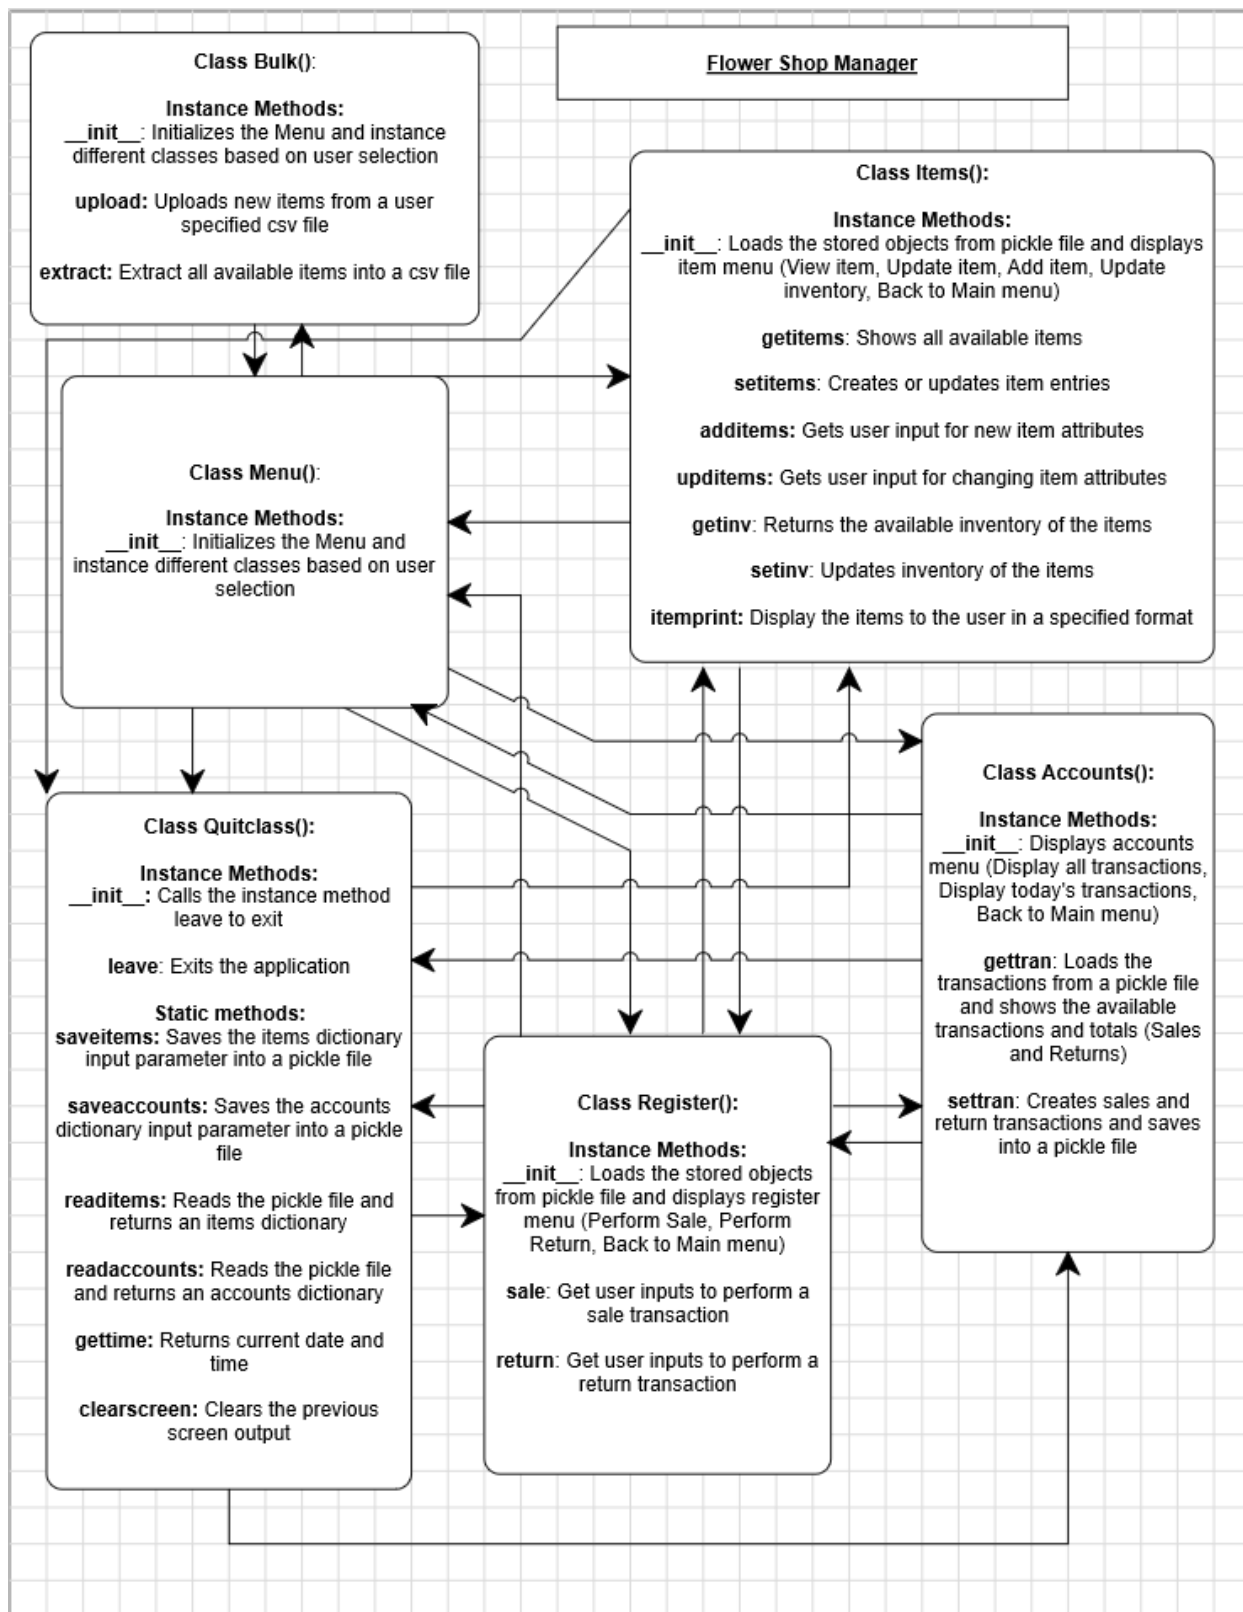 Class Bulk():
Instance Methods:
__init__: Initializes the Menu and instance
different classes based on user selection
upload: Uploads new items from a user
specified csv file
extract: Extract all available items into a csv file
Flower Shop Manager
Class Items():
Instance Methods:
__init__: Loads the stored objects from pickle file and displays
item menu (View item, Update item, Add item, Update
inventory, Back to Main menu)
getitems: Shows all available items
setitems: Creates or updates item entries
additems: Gets user input for new item attributes
upditems: Gets user input for changing item attributes
getinv: Returns the available inventory of the items
setinv: Updates inventory of the items
itemprint: Display the items to the user in a specified format
Class Menu():
Instance Methods:
__init__: Initializes the Menu and
instance different classes based on user
selection
Class Quitclass():
Instance Methods:
__init__: Calls the instance method
leave to exit
leave: Exits the application
Static methods:
saveitems: Saves the items dictionary
input parameter into a pickle file
saveaccounts: Saves the accounts
dictionary input parameter into a pickle
file
readitems: Reads the pickle file and
returns an items dictionary
readaccounts: Reads the pickle file
and returns an accounts dictionary
gettime: Returns current date and
time
clearscreen: Clears the previous
screen output
Class Register():
Instance Methods:
__init__: Loads the stored objects
from pickle file and displays register
menu (Perform Sale, Perform
Return, Back to Main menu)
sale: Get user inputs to perform a
sale transaction
return: Get user inputs to perform a
return transaction
Class Accounts():
Instance Methods:
__init__: Displays accounts
menu (Display all transactions,
Display today's transactions,
Back to Main menu)
gettran: Loads the
transactions from a pickle file
and shows the available
transactions and totals (Sales
and Returns)
settran: Creates sales and
return transactions and saves
into a pickle file